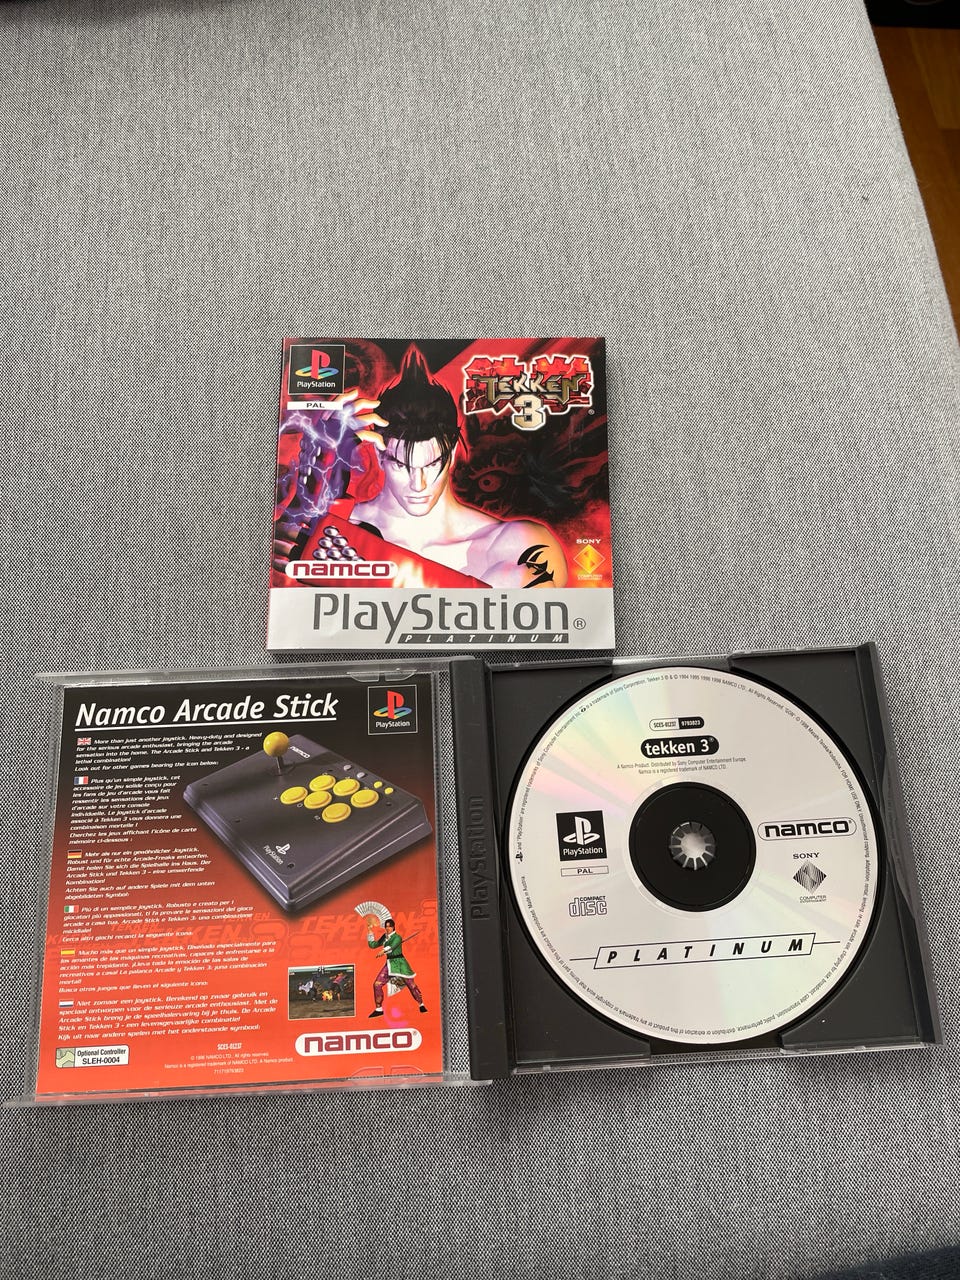 PlayStation
PAL
TEKKEN
3
®
SONY
COMPUTER
ENTERTAINMENT
namco®
PlayStation®
PLATINUM
Namco Arcade Stick
PlayStation
More than just another joystick. Heavy-duty and designed
for the serious arcade enthusiast, bringing the arcade
sensation into the home. The Arcade Stick and Tekken 3 - a
lethal combination!
Look out for other games bearing the icon below:
Plus qu'un simple joystick, cet
accessoire de jeu solide conçu pour
les fans de jeu d'arcade vous fait
ressentir les sensations des jeux
d'arcade sur votre console
individuelle. Le joystick d'arcade
associé à Tekken 3 vous donnera une
combinaison mortelle !
Cherchez les jeux affichant l'icône de carte
mémoire ci-dessous :
Mehr als nur ein gewöhnlicher Joystick.
Robust und für echte Arcade-Freaks entworfen.
Damit holen Sie sich die Spielhalle ins Haus. Der
Arcade Stick und Tekken 3 - eine umwerfende
Kombination!
Achten Sie auch auf andere Spiele mit dem unten
abgebildeten Symbol:
Più di un semplice joystick. Robusto e creato per i
giocatori più appassionati, ti fa provare le sensazioni del gioco
arcade a casa tua. Arcade Stick e Tekken 3: una combinazione
micidiale!
Cerca altri giochi recanti la seguente icona:
Mucho más que un simple joystick. Diseñado especialmente para
los amantes de las máquinas recreativas, capaces de enfrentarse a la
acción más trepidante. ¡Lleva toda la emoción de las salas de
recreativas a casa! La palanca Arcade y Tekken 3: ¡una combinación
mortal!
Busca otros juegos que lleven el siguiente icono:
Niet zomaar een joystick. Berekend op zwaar gebruik en
speciaal ontworpen voor de serieuze arcade enthusiast. Met de
Arcade Stick breng je de speelhalervaring bij je thuis. De Arcade
Stick en Tekken 3 - een levensgevaarlijke combinatie!
Kijk uit naar andere spelen met het onderstaande symbool:
namco
PlayStation
Optional Controller
SLEH-0004
SCES-01237
© 1998 NAMCO LTD., All rights reserved.
Namco is a registered trademark of NAMCO LTD. A Namco product.
711719763823
namco®
PlayStation
SCES-01237 9763823
tekken 3®
A Namco Product. Distributed by Sony Computer Entertainment Europe.
Namco is a registered trademark of NAMCO LTD.
PlayStation
PAL
namco®
COMPACT
disc
SONY
COMPUTER
ENTERTAINMENT
PLATINUM